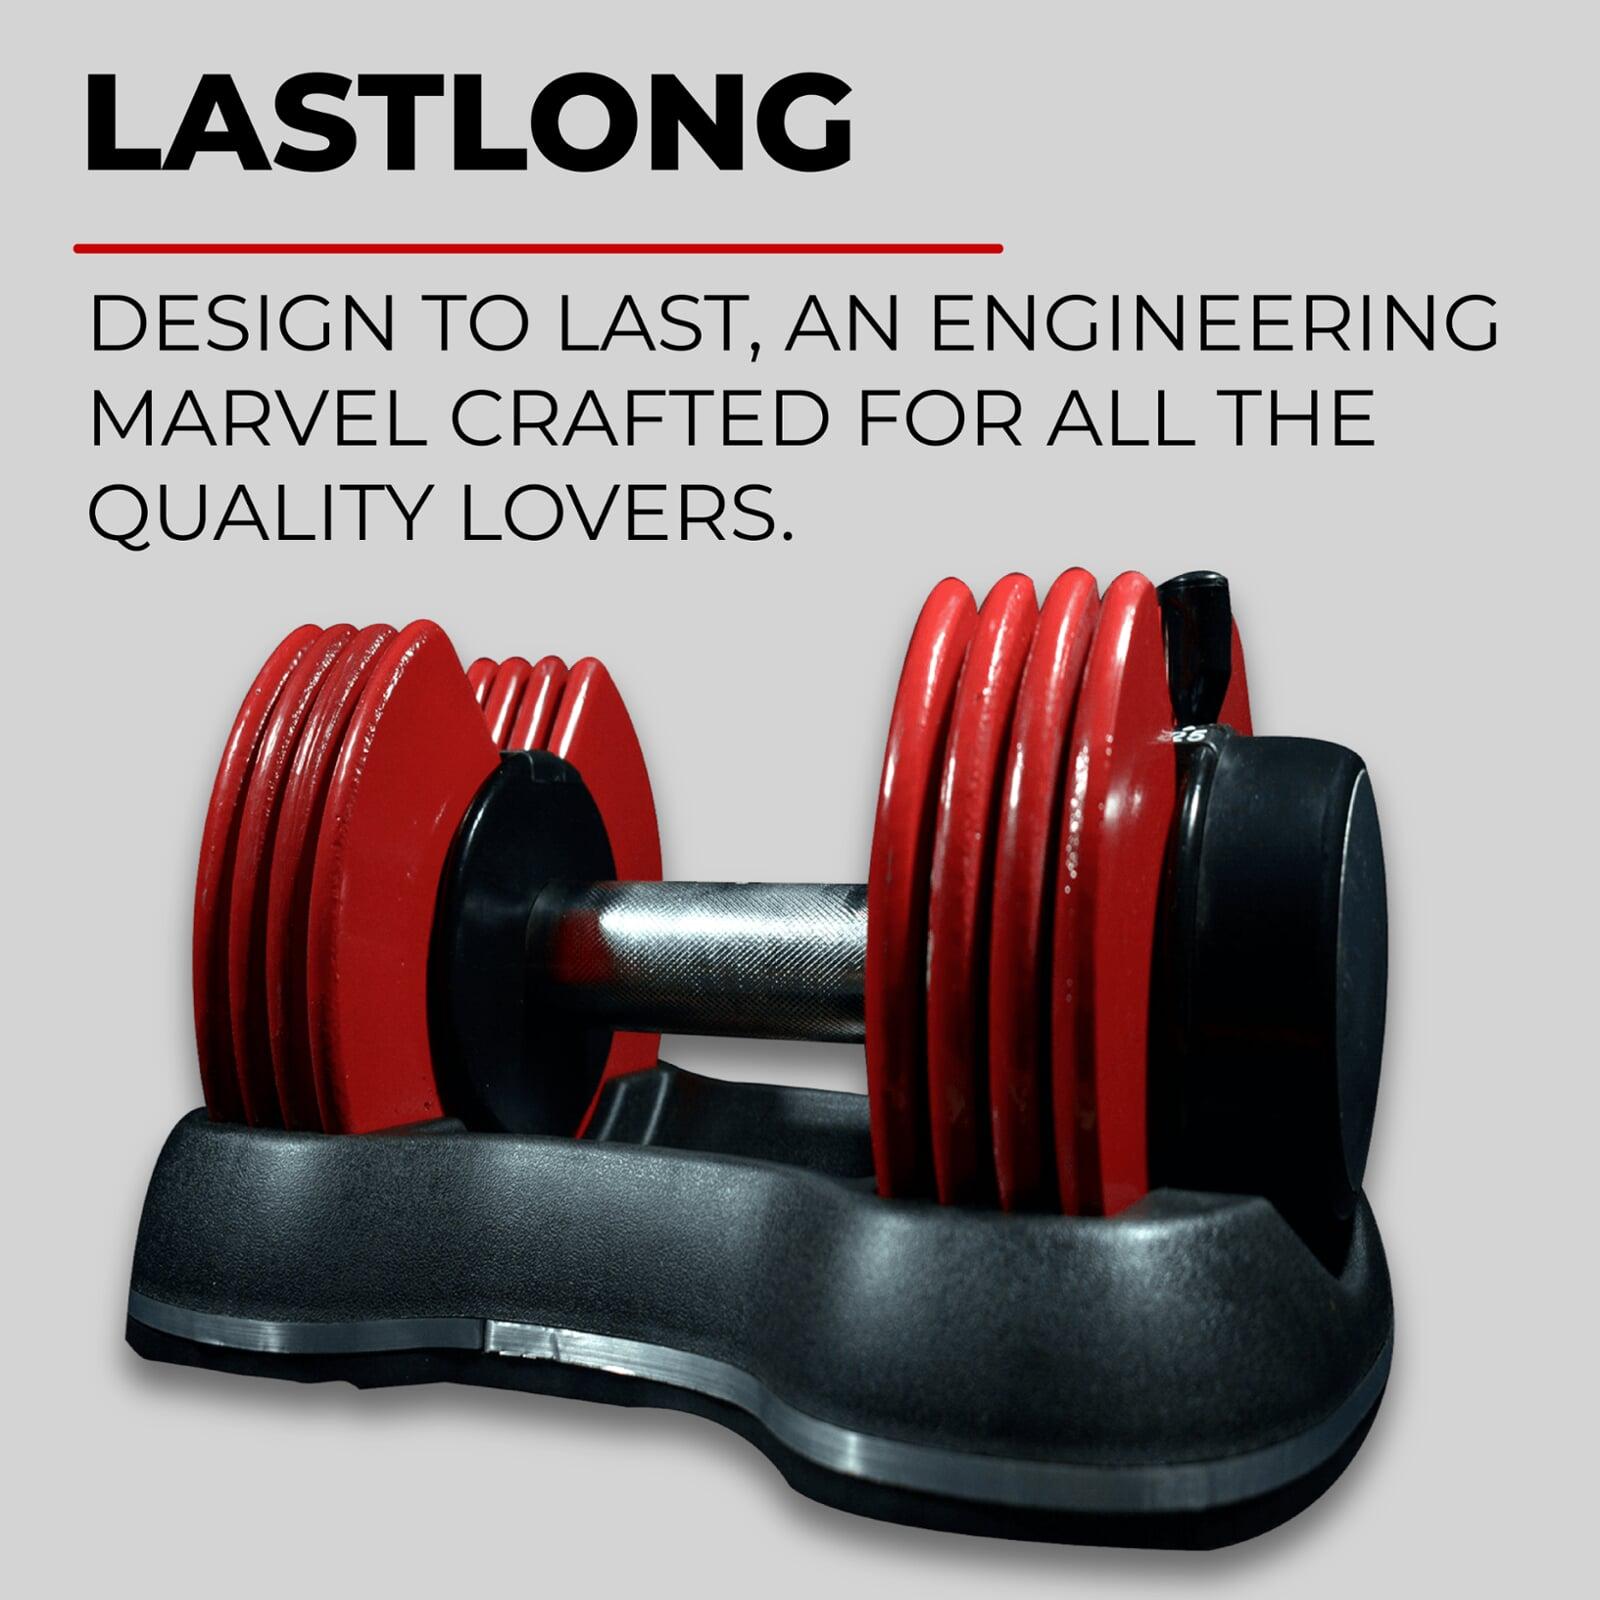 LASTLONG
DESIGN TO LAST, AN ENGINEERING
MARVEL CRAFTED FOR ALL THE
QUALITY LOVERS.